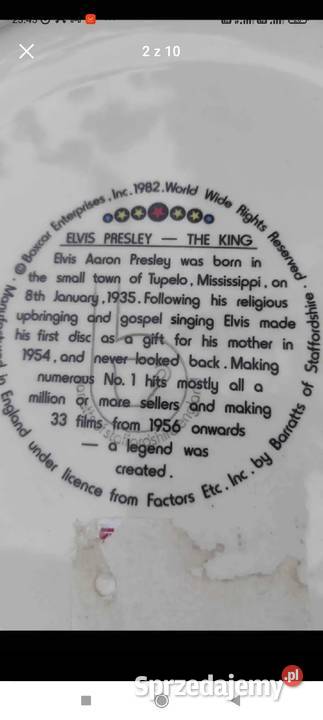 23:43
2 z 10
© Boxcar Enterprises, Inc. 1982. World Wide Rights Reserved.
ELVIS PRESLEY — THE KING
Elvis Aaron Presley was born in
the small town of Tupelo, Mississippi, on
8th January, 1935. Following his religious
upbringing and gospel singing Elvis made
his first disc as a gift for his mother in
1954, and never looked back. Making
numerous No. 1 hits mostly all a
million or more sellers and making
33 films from 1956 onwards
— a legend was
created.
Manufactured in England under licence from Factors Etc. Inc. by Barratts of Staffordshire
Sprzedajemy.pl